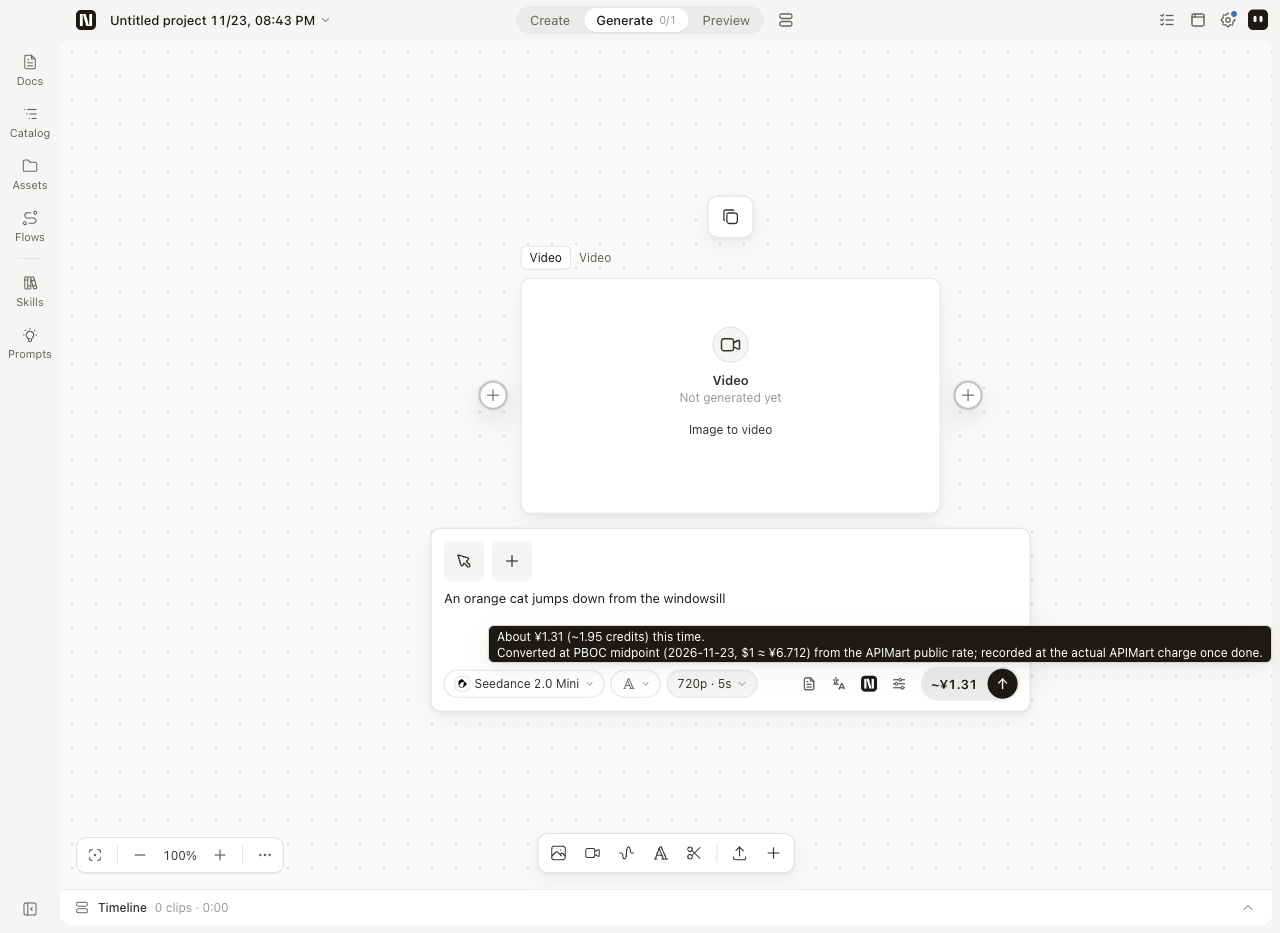 Untitled project 11/23, 08:43 PM
Create
Generate 0/1
Preview
Docs
Catalog
Assets
Flows
Skills
Prompts
Video Video
Video
Not generated yet
Image to video
An orange cat jumps down from the windowsill
About ¥1.31 (~1.95 credits) this time.
Converted at PBOC midpoint (2026-11-23, $1 ≈ ¥6.712) from the APIMart public rate; recorded at the actual APIMart charge once done.
Seedance 2.0 Mini
720p · 5s
~¥1.31
100%
Timeline 0 clips · 0:00